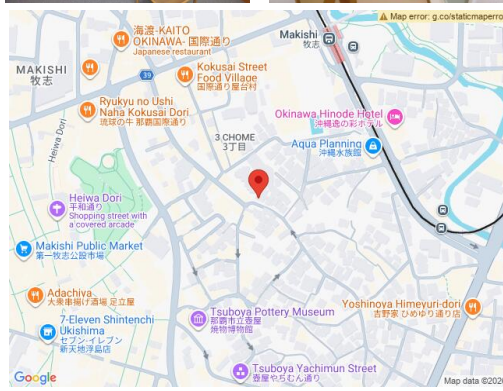 Map error: g.co/staticmaperro
海渡-KAITO
OKINAWA- 国際通り
Japanese restaurant
Makishi
牧志
MAKISHI
牧志
Kokusai Street
Food Village
国際通り屋台村
39
Ryukyu no Ushi
Naha Kokusai Dori
琉球の牛 那覇国際通り
Okinawa Hinode Hotel
沖縄逸の彩ホテル
3 CHOME
3丁目
Aqua Planning
沖縄水族館
Heiwa Dori
Heiwa Dori
平和通り
Shopping street with
a covered arcade
Makishi Public Market
第一牧志公設市場
Adachiya
大衆串揚げ酒場 足立屋
7-Eleven Shintenchi
Ukishima
セブン-イレブン
新天地浮島店
Tsuboya Pottery Museum
那覇市立壺屋
焼物博物館
Yoshinoya Himeyuri-dori
吉野家 ひめゆり通り店
Tsuboya Yachimun Street
壺屋やちむん通り
Google
Map data ©202